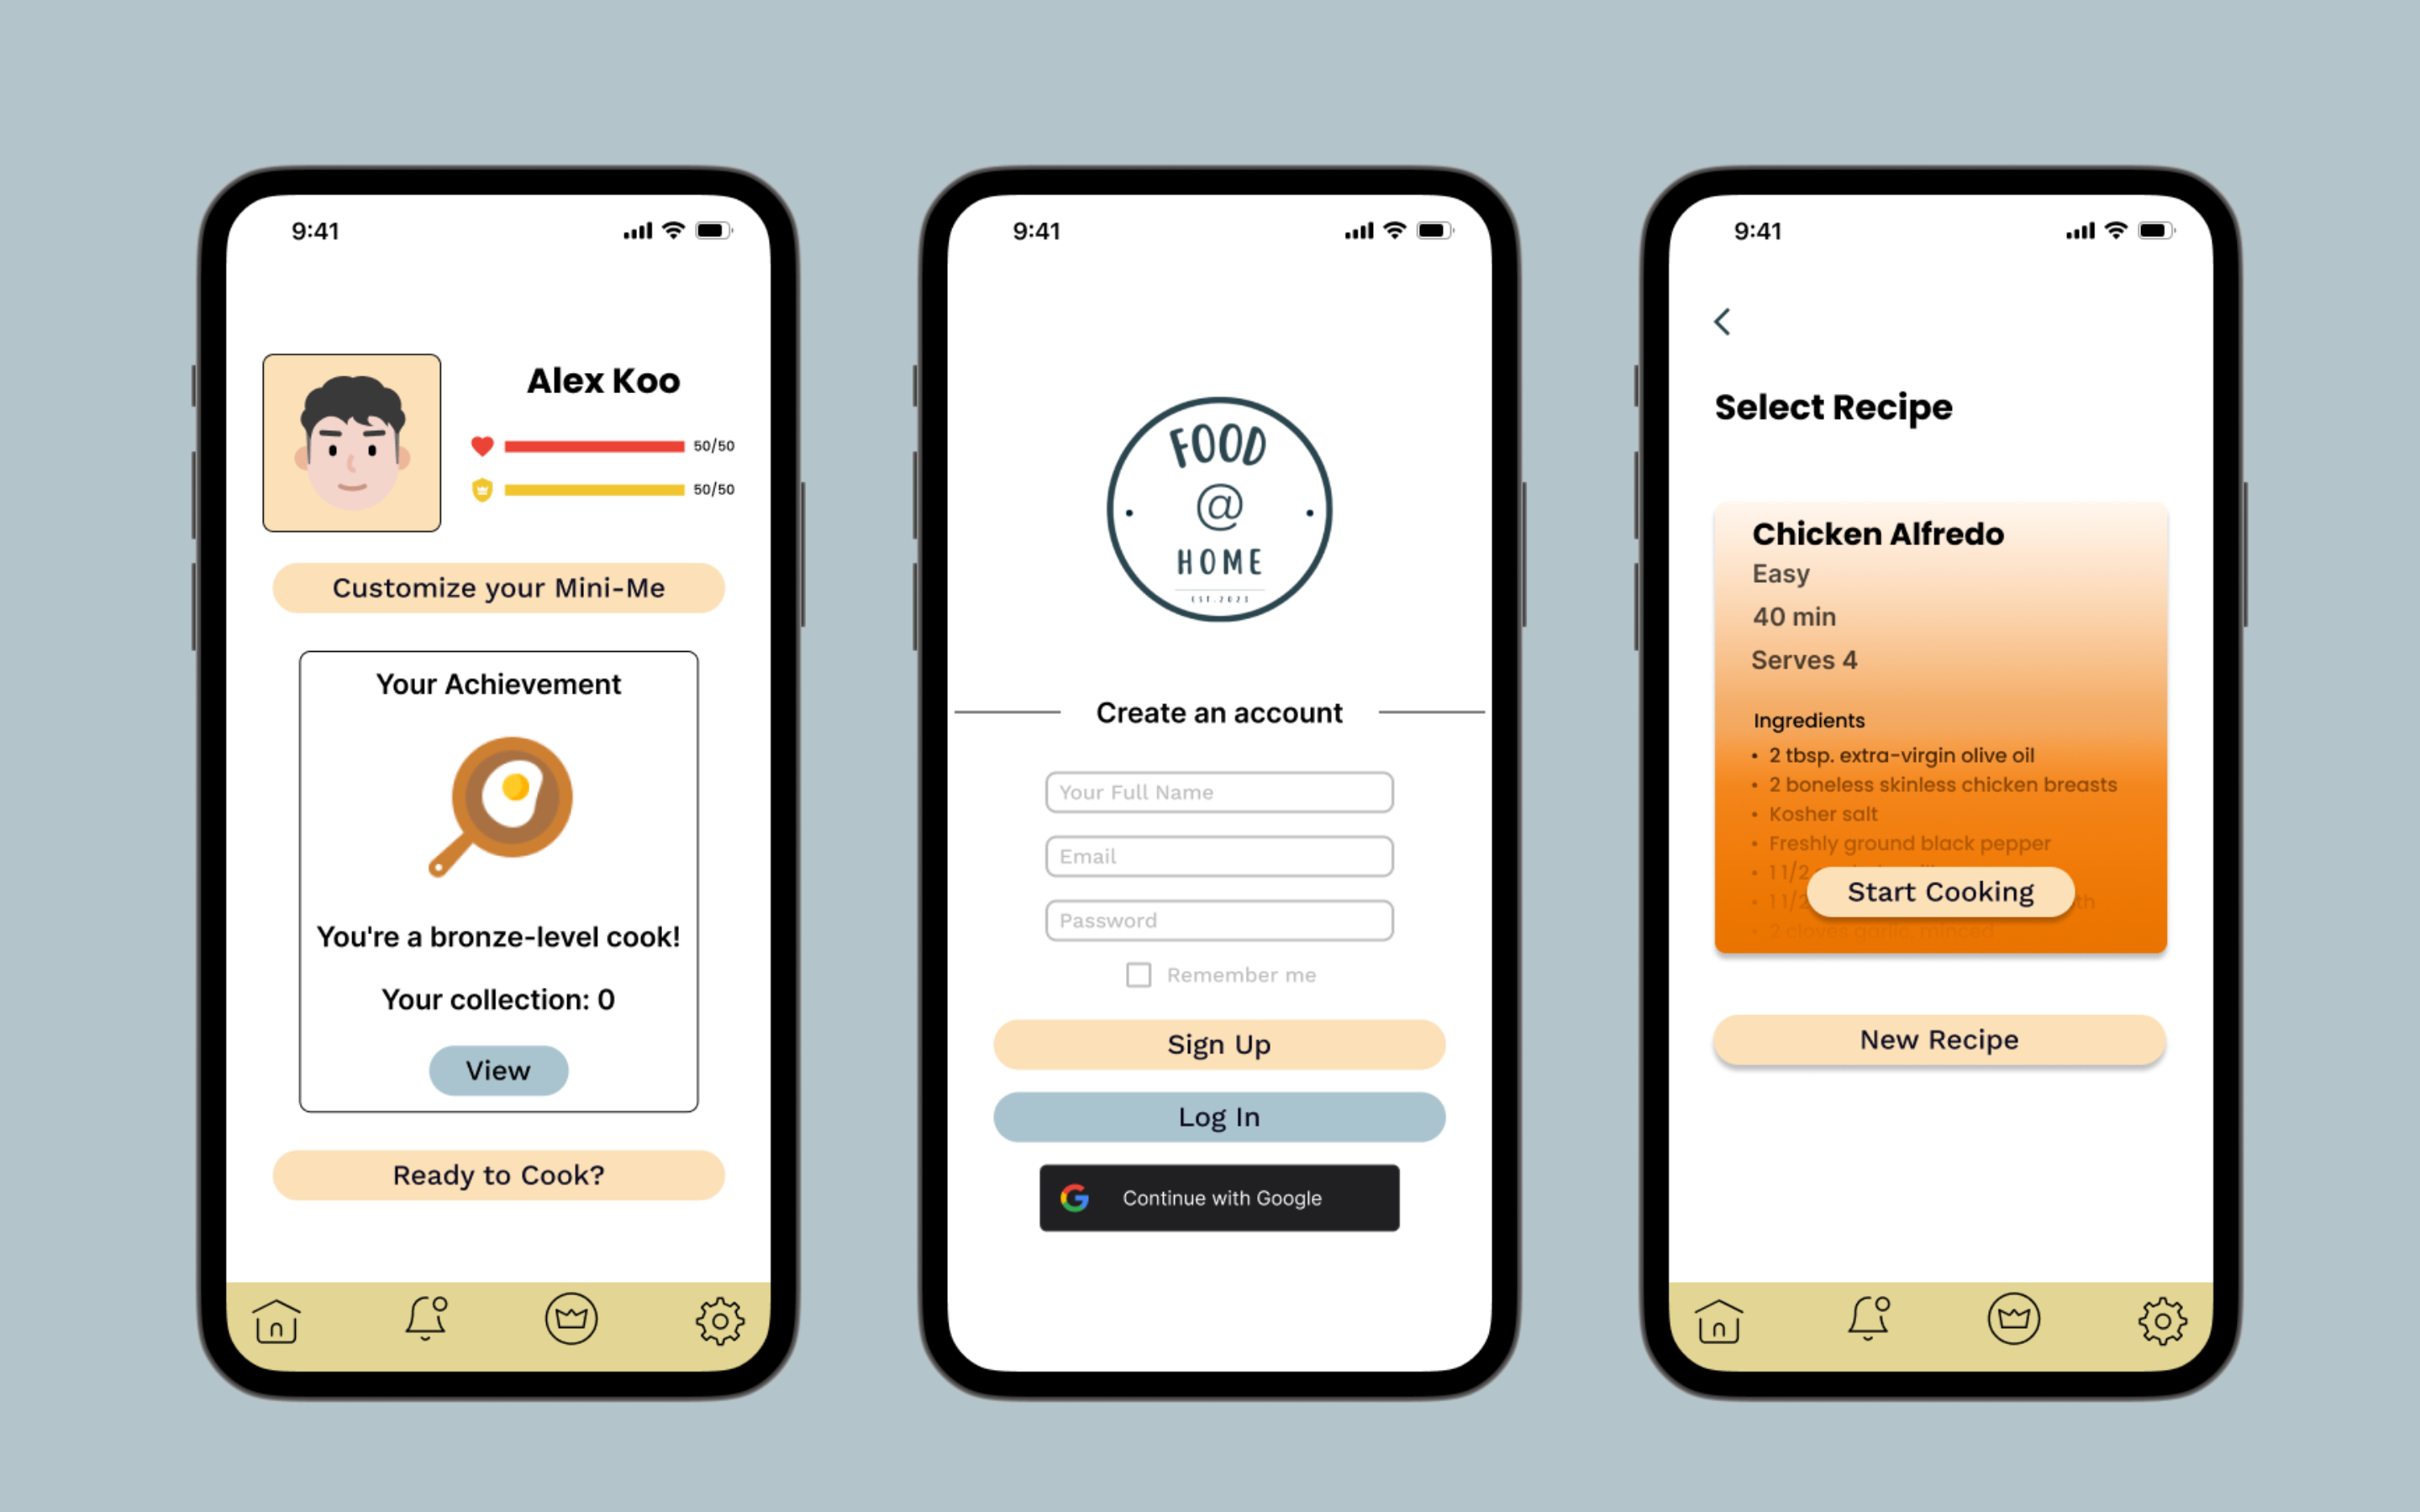 9:41
Alex Koo
50/50
50/50
Customize your Mini-Me
Your Achievement
You're a bronze-level cook!
Your collection: 0
View
Ready to Cook?
9:41
FOOD
@
HOME
EST.2023
Create an account
Your Full Name
Email
Password
Remember me
Sign Up
Log In
Continue with Google
9:41
Select Recipe
Chicken Alfredo
Easy
40 min
Serves 4
Ingredients
• 2 tbsp. extra-virgin olive oil
• 2 boneless skinless chicken breasts
• Kosher salt
• Freshly ground black pepper
• 1 1/2
• 1 1/2
Start Cooking
• 2 cloves garlic, minced
New Recipe